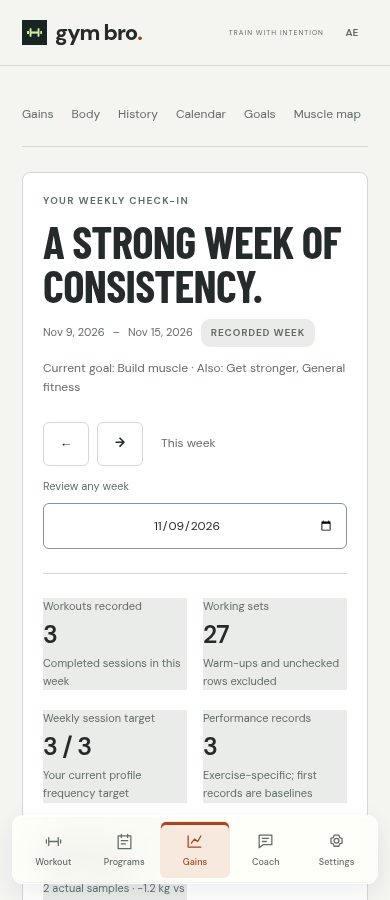 gym bro.
TRAIN WITH INTENTION
AE
Gains Body History Calendar Goals Muscle map
YOUR WEEKLY CHECK-IN
A STRONG WEEK OF
CONSISTENCY.
Nov 9, 2026 – Nov 15, 2026 RECORDED WEEK
Current goal: Build muscle · Also: Get stronger, General
fitness
← → This week
Review any week
11/09/2026
Workouts recorded
3
Completed sessions in this
week
Working sets
27
Warm-ups and unchecked
rows excluded
Weekly session target
3 / 3
Your current profile
frequency target
Performance records
3
Exercise-specific; first
records are baselines
2 actual samples · -1.2 kg vs
Workout Programs Gains Coach Settings